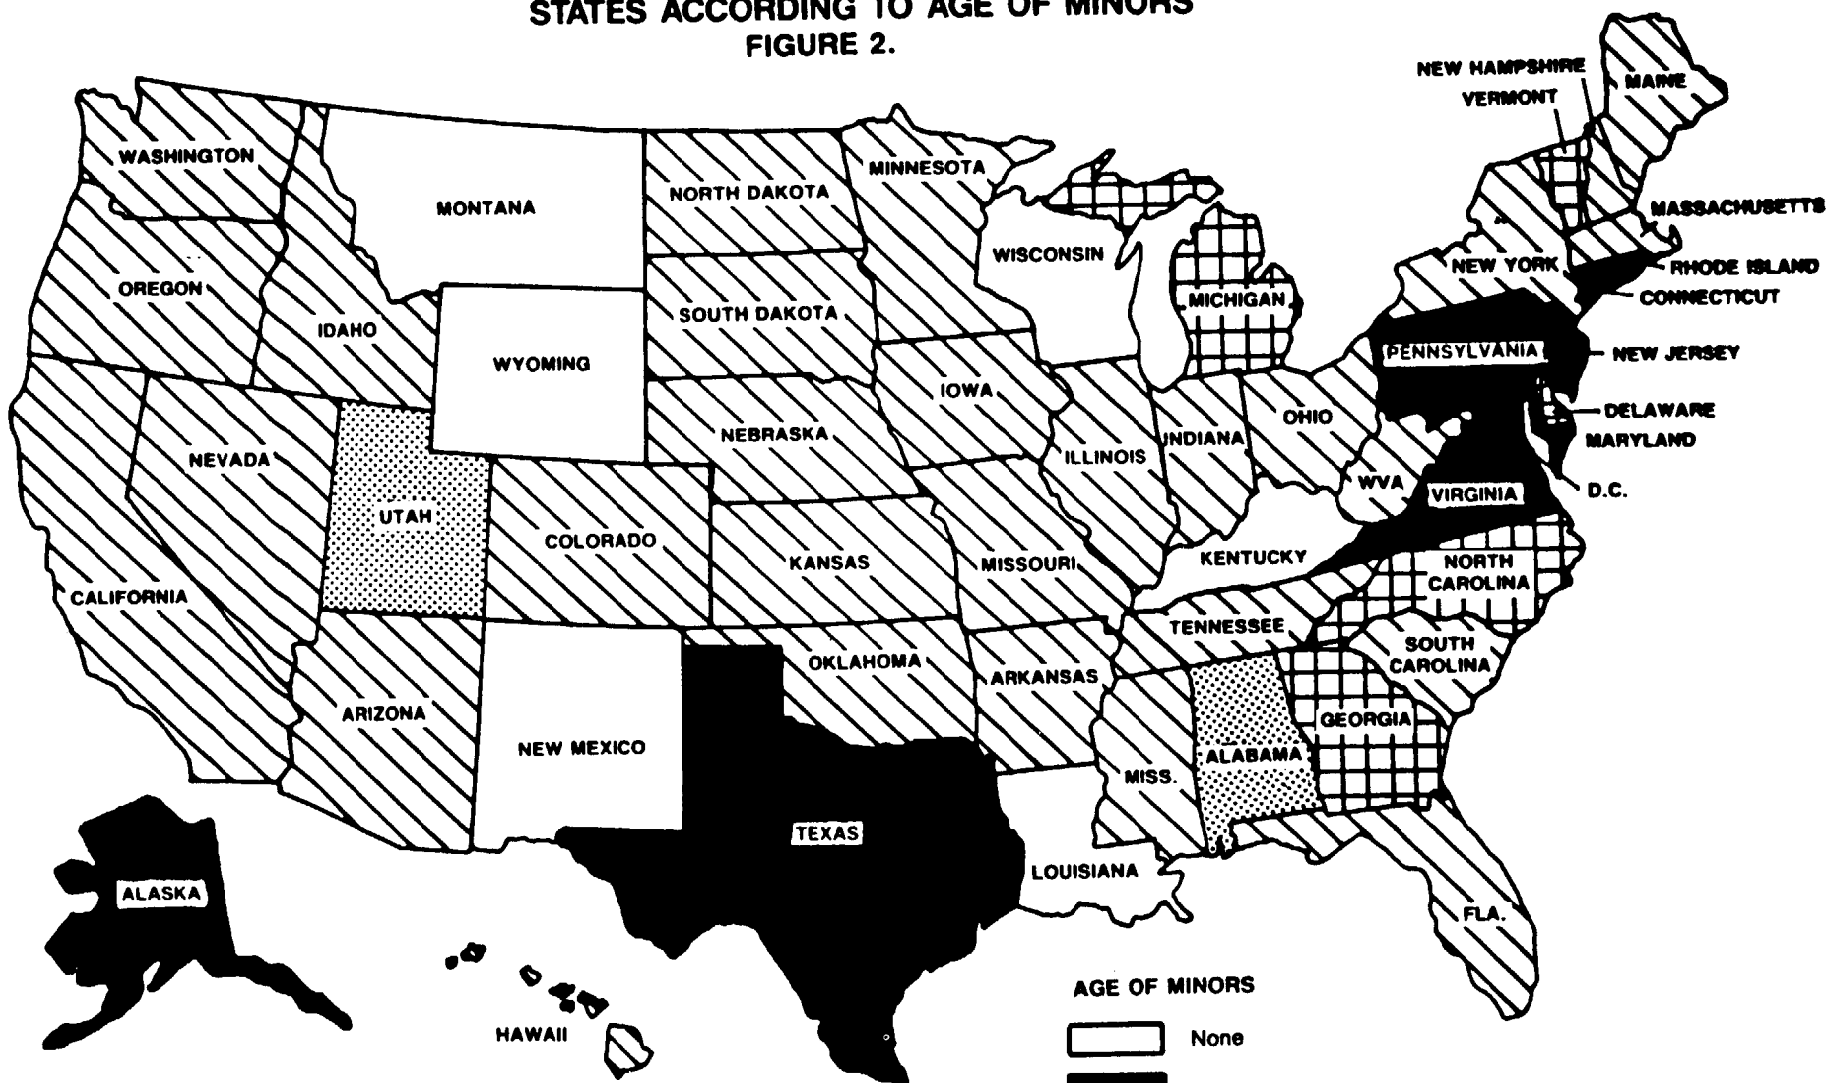 STATES ACCORDING TO AGE OF MINORS
FIGURE 2.
NEW HAMPSHIRE
VERMONT
MAINE
WASHINGTON
MONTANA
NORTH DAKOTA
MINNESOTA
MASSACHUSETTS
WISCONSIN
NEW YORK
RHODE ISLAND
OREGON
IDAHO
SOUTH DAKOTA
MICHIGAN
CONNECTICUT
WYOMING
PENNSYLVANIA
NEW JERSEY
IOWA
OHIO
DELAWARE
MARYLAND
NEVADA
NEBRASKA
ILLINOIS
INDIANA
WVA
VIRGINIA
D.C.
UTAH
COLORADO
KANSAS
MISSOURI
KENTUCKY
NORTH
CAROLINA
CALIFORNIA
TENNESSEE
SOUTH
CAROLINA
ARIZONA
NEW MEXICO
OKLAHOMA
ARKANSAS
GEORGIA
MISS.
ALABAMA
TEXAS
LOUISIANA
ALASKA
FLA.
HAWAII
AGE OF MINORS
None